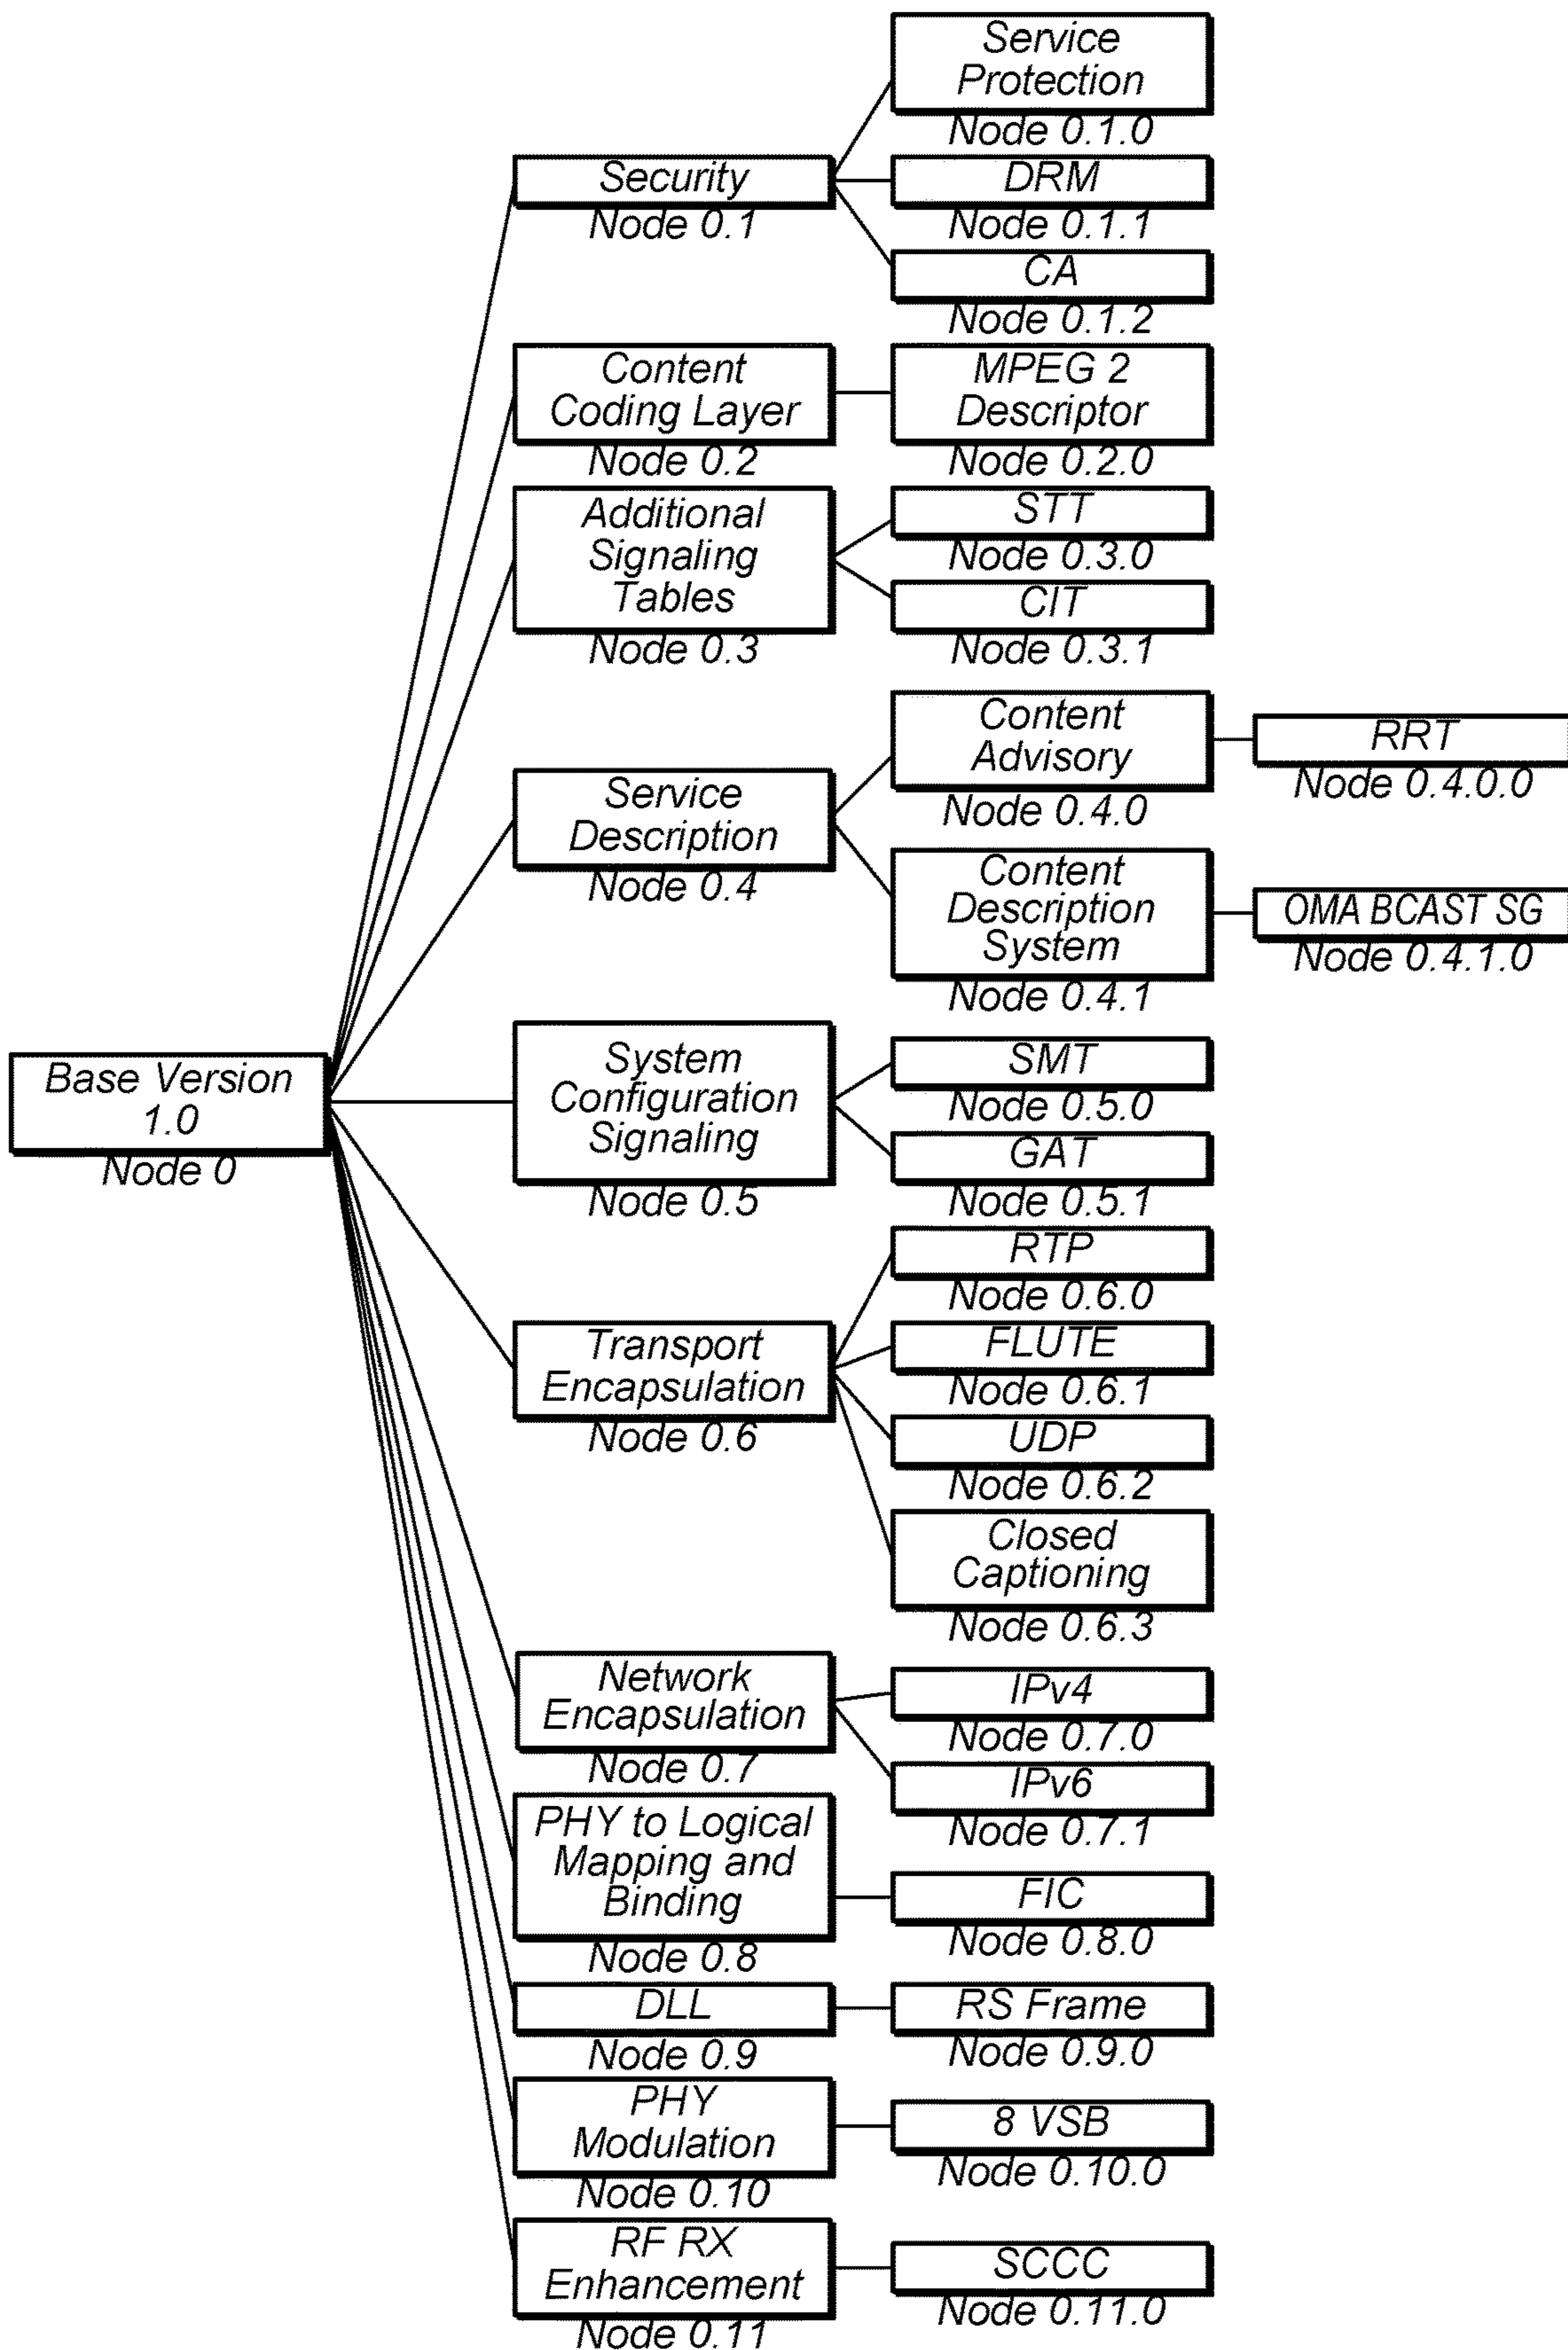 Base Version
1.0
Node 0
Security
Node 0.1
Service
Protection
Node 0.1.0
DRM
Node 0.1.1
CA
Node 0.1.2
Content
Coding Layer
Node 0.2
MPEG 2
Descriptor
Node 0.2.0
Additional
Signaling
Tables
Node 0.3
STT
Node 0.3.0
CIT
Node 0.3.1
Service
Description
Node 0.4
Content
Advisory
Node 0.4.0
RRT
Node 0.4.0.0
Content
Description
System
Node 0.4.1
OMA BCAST SG
Node 0.4.1.0
System
Configuration
Signaling
Node 0.5
SMT
Node 0.5.0
GAT
Node 0.5.1
Transport
Encapsulation
Node 0.6
RTP
Node 0.6.0
FLUTE
Node 0.6.1
UDP
Node 0.6.2
Closed
Captioning
Node 0.6.3
Network
Encapsulation
Node 0.7
IPv4
Node 0.7.0
IPv6
Node 0.7.1
PHY to Logical
Mapping and
Binding
Node 0.8
FIC
Node 0.8.0
DLL
Node 0.9
RS Frame
Node 0.9.0
PHY
Modulation
Node 0.10
8 VSB
Node 0.10.0
RF RX
Enhancement
Node 0.11
SCCC
Node 0.11.0